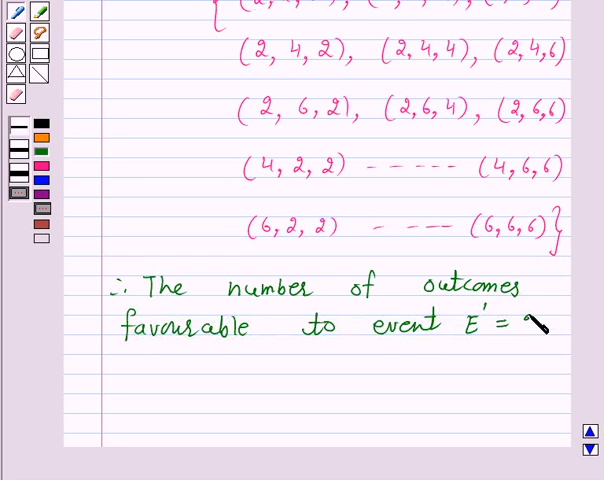 (2, 4, 2), (2, 4, 4), (2, 4, 6)
(2, 6, 2), (2, 6, 4), (2, 6, 6)
(4, 2, 2) - - - - - (4, 6, 6)
(6, 2, 2) - - - - - (6, 6, 6)}
∴ The number of outcomes
favourable to event E' =